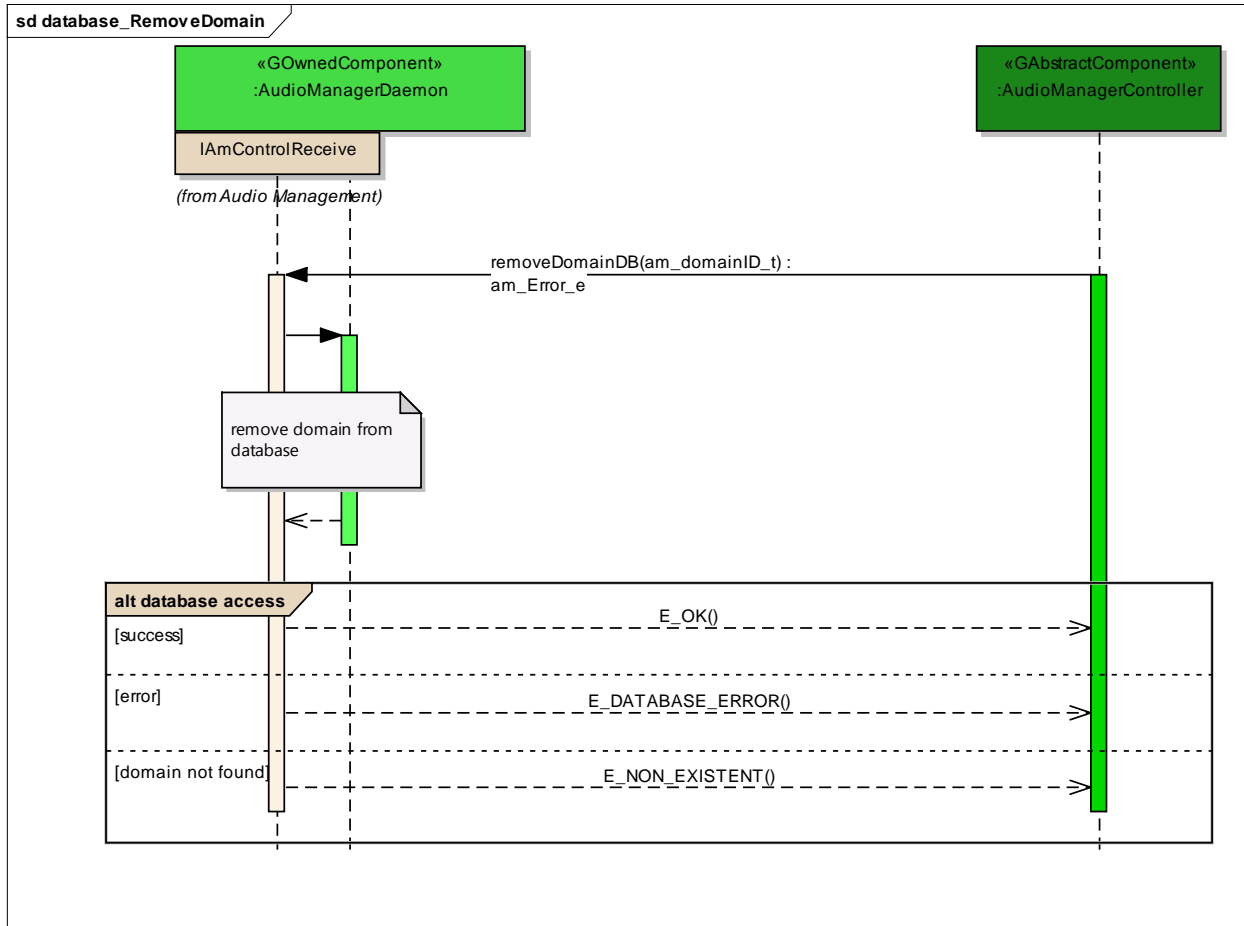 sd database_RemoveDomain
«GOwnedComponent»
:AudioManagerDaemon
«GAbstractComponent»
:AudioManagerController
IAmControlReceive
(from Audio Management)
removeDomainDB(am_domainID_t) :
am_Error_e
remove domain from
database
alt database access
E_OK()
[success]
[error]
E_DATABASE_ERROR()
[domain not found]
E_NON_EXISTENT()